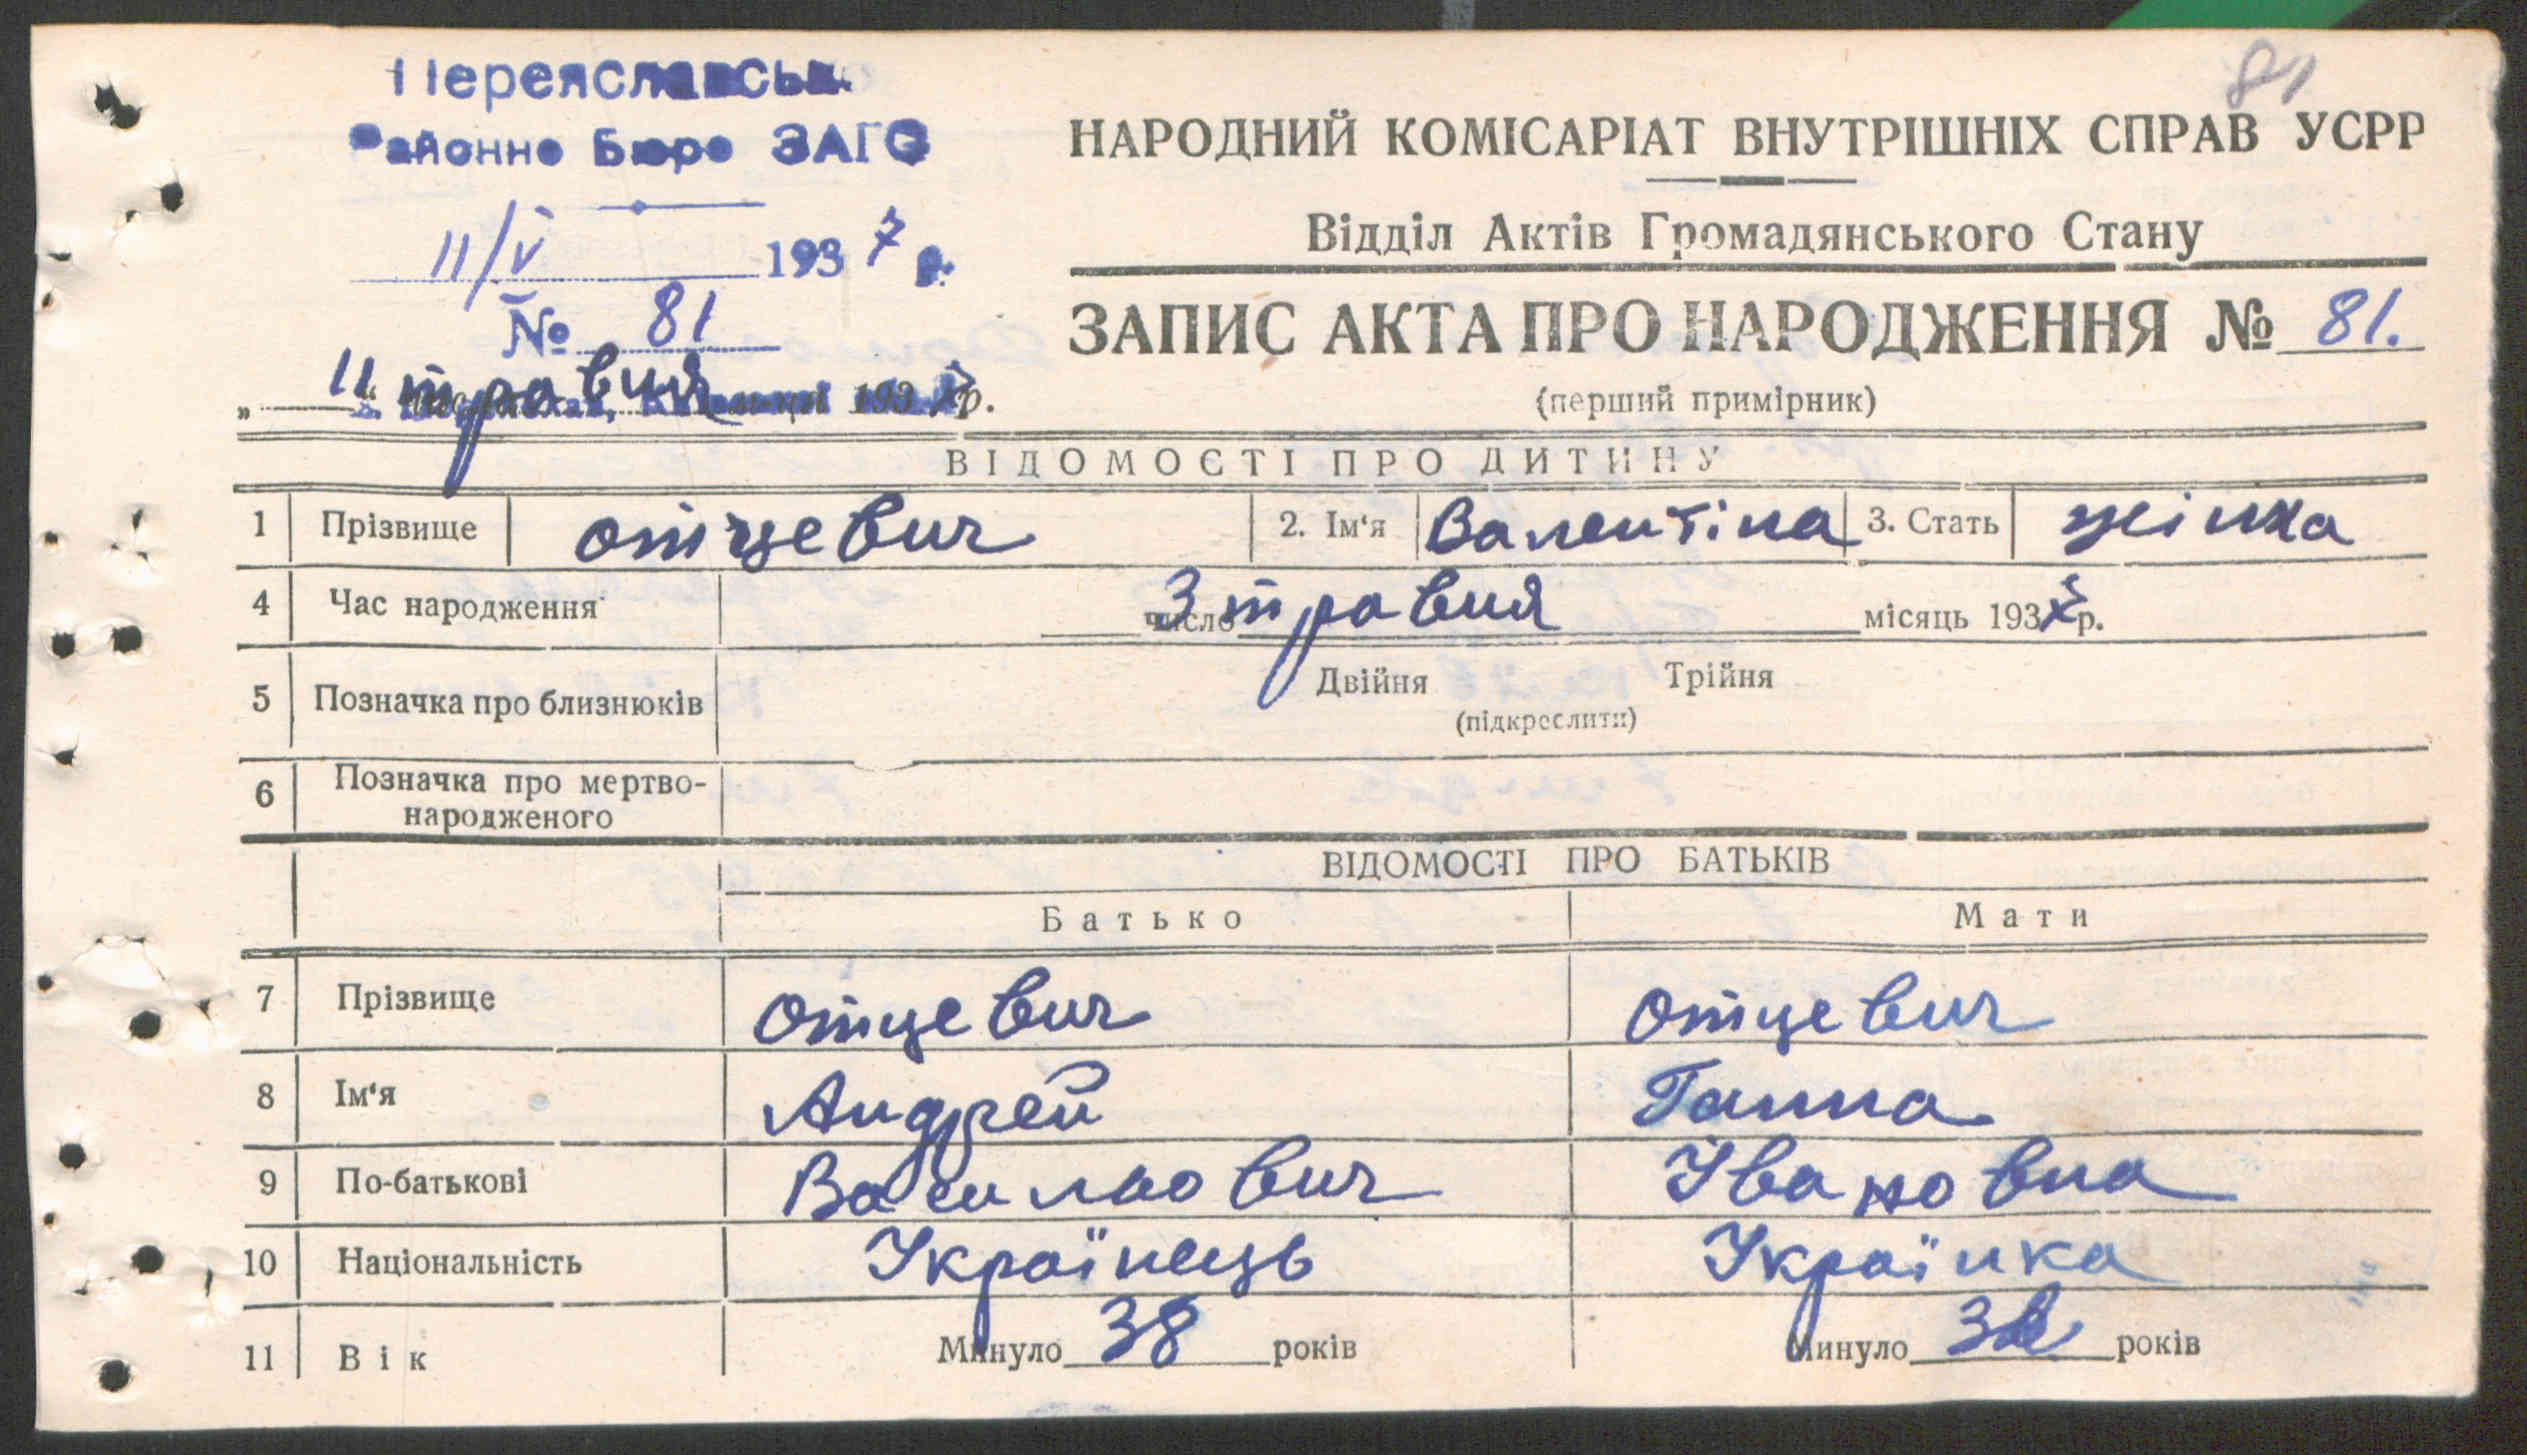 81
Переяславськ
Районне Бюро ЗАГС
11/V 1937 р.
№ 81
„ 11 травня 1937 р.
НАРОДНИЙ КОМІСАРІАТ ВНУТРІШНІХ СПРАВ УСРР
Відділ Актів Громадянського Стану
ЗАПИС АКТА ПРО НАРОДЖЕННЯ № 81.
(перший примірник)
ВІДОМОСТІ ПРО ДИТИНУ
1 Прізвище Отцевич 2. Ім'я Валентіна 3. Стать жінка
4 Час народження 3 число травня місяць 1937 р.
5 Позначка про близнюків Двійня Трійня
(підкреслити)
6 Позначка про мертво-
народженого
ВІДОМОСТІ ПРО БАТЬКІВ
Батько Мати
7 Прізвище Отцевич Отцевич
8 Ім'я Андрей Ганна
9 По-батькові Васильович Івановна
10 Національність Українець Українка
11 Вік Минуло 38 років Минуло років